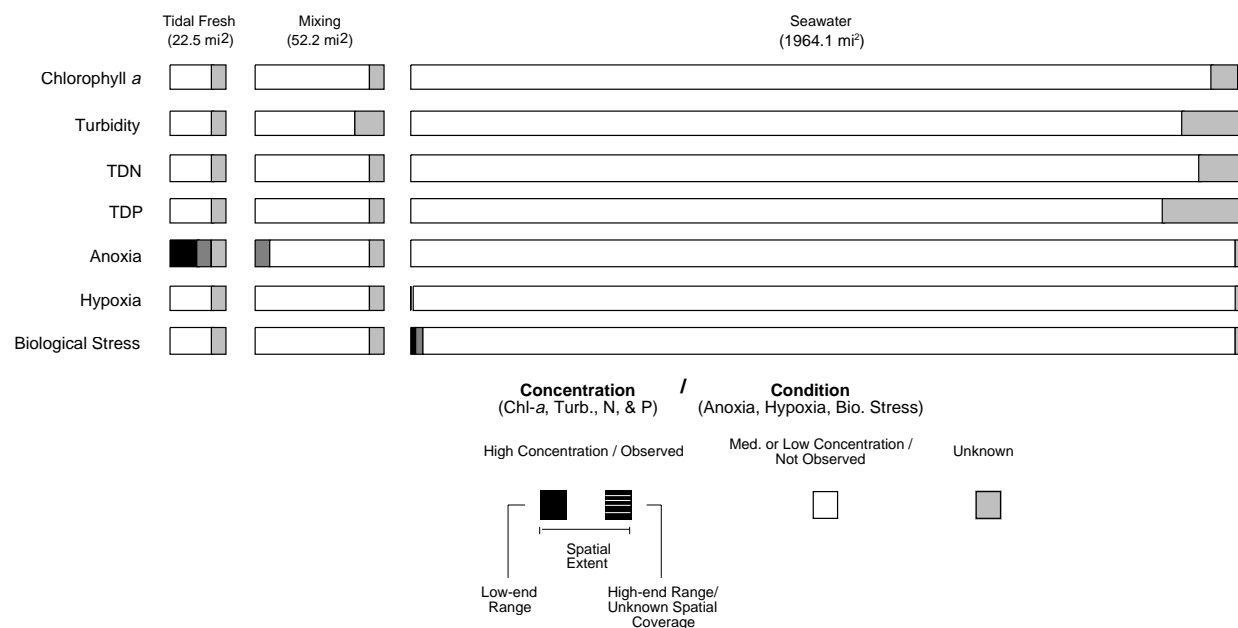 Tidal Fresh
(22.5 mi2)
Mixing
(52.2 mi2)
Seawater
(1964.1 mi²)
Chlorophyll a
Turbidity
TDN
TDP
Anoxia
Hypoxia
Biological Stress
Concentration / Condition
(Chl-a, Turb., N, & P) (Anoxia, Hypoxia, Bio. Stress)
High Concentration / Observed
Med. or Low Concentration /
Not Observed
Unknown
Spatial
Extent
Low-end
Range
High-end Range/
Unknown Spatial
Coverage